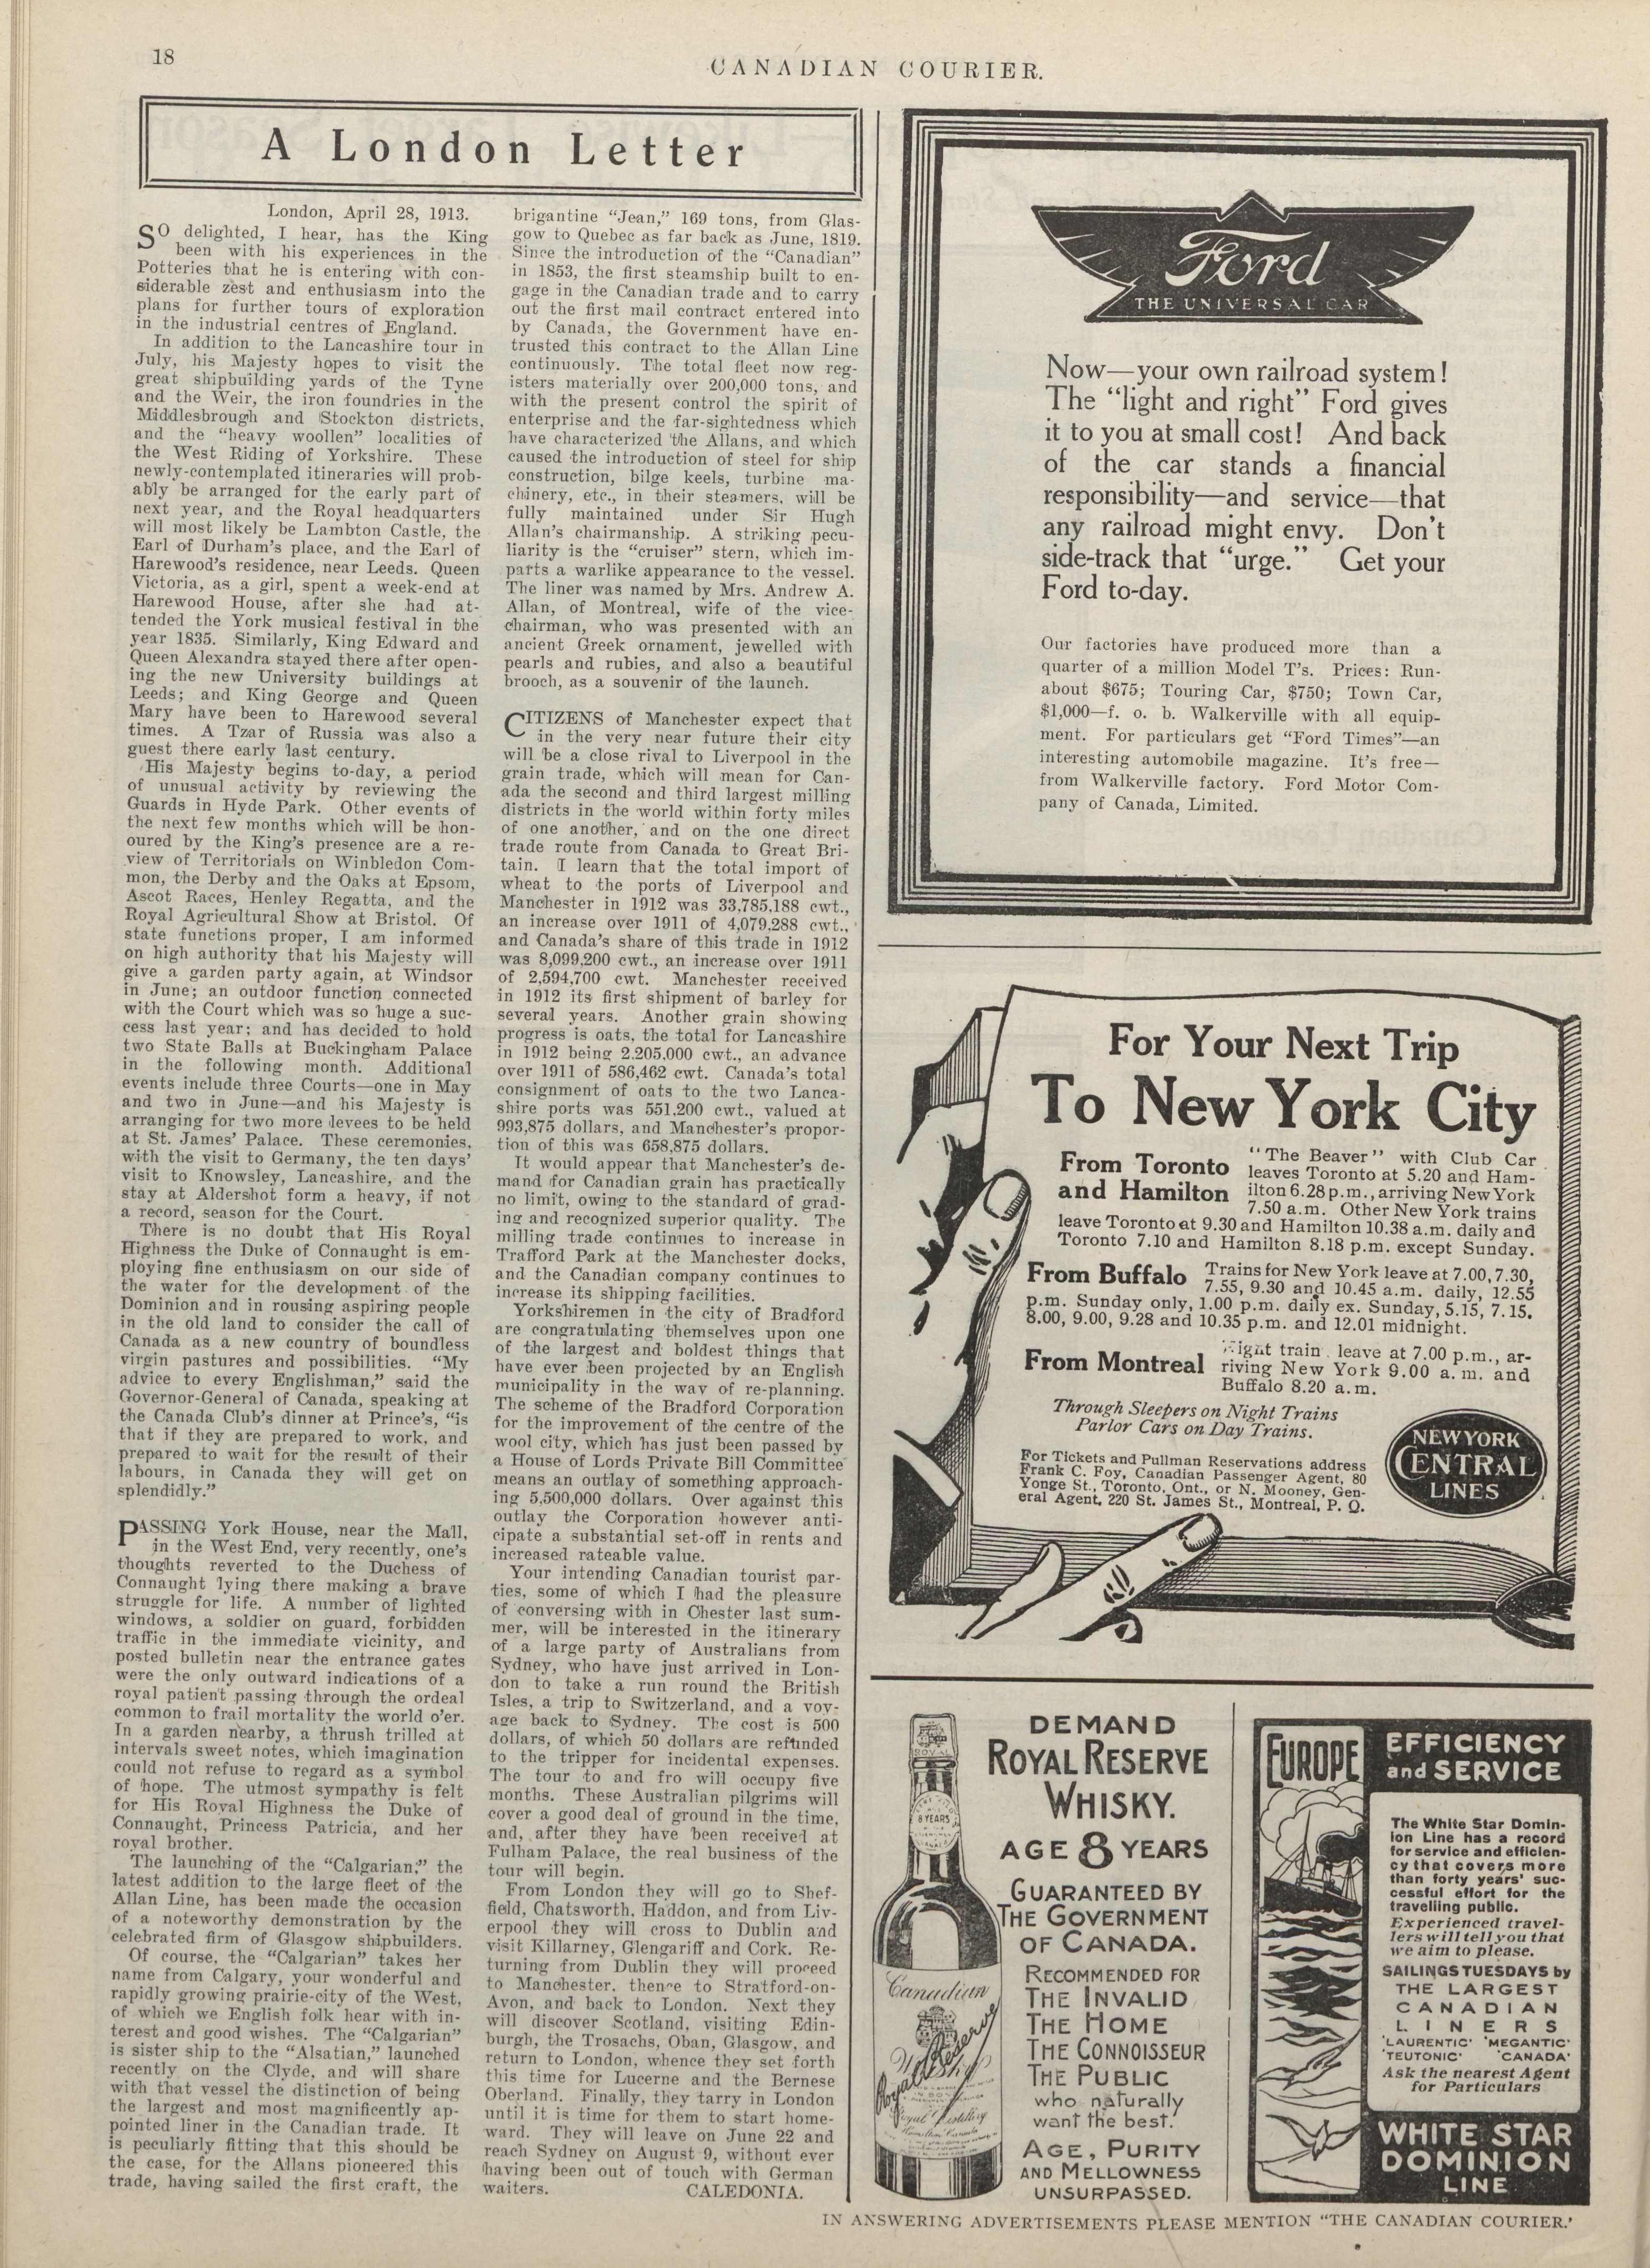 18
CANADIAN COURIER.
A London Letter
London, April 28, 1913.
SO delighted, I hear, has the King
been with his experiences in the
Potteries that he is entering with con-
siderable zest and enthusiasm into the
plans for further tours of exploration
in the industrial centres of England.
In addition to the Lancashire tour in
July, his Majesty hopes to visit the
great shipbuilding yards of the Tyne
and the Weir, the iron foundries in the
Middlesbrough and Stockton districts,
and the "heavy woollen" localities of
the West Riding of Yorkshire. These
newly-contemplated itineraries will prob-
ably be arranged for the early part of
next year, and the Royal headquarters
will most likely be Lambton Castle, the
Earl of Durham's place, and the Earl of
Harewood's residence, near Leeds. Queen
Victoria, as a girl, spent a week-end at
Harewood House, after she had at-
tended the York musical festival in the
year 1835. Similarly, King Edward and
Queen Alexandra stayed there after open-
ing the new University buildings at
Leeds; and King George and Queen
Mary have been to Harewood several
times. A Tzar of Russia was also a
guest there early last century.
His Majesty begins to-day, a period
of unusual activity by reviewing the
Guards in Hyde Park. Other events of
the next few months which will be hon-
oured by the King's presence are a re-
view of Territorials on Winbledon Com-
mon, the Derby and the Oaks at Epsom,
Ascot Races, Henley Regatta, and the
Royal Agricultural Show at Bristol. Of
state functions proper, I am informed
on high authority that his Majesty will
give a garden party again, at Windsor
in June; an outdoor function connected
with the Court which was so huge a suc-
cess last year; and has decided to hold
two State Balls at Buckingham Palace
in the following month. Additional
events include three Courts—one in May
and two in June—and his Majesty is
arranging for two more levees to be held
at St. James' Palace. These ceremonies,
with the visit to Germany, the ten days'
visit to Knowsley, Lancashire, and the
stay at Aldershot form a heavy, if not
a record, season for the Court.
There is no doubt that His Royal
Highness the Duke of Connaught is em-
ploying fine enthusiasm on our side of
the water for the development of the
Dominion and in rousing aspiring people
in the old land to consider the call of
Canada as a new country of boundless
virgin pastures and possibilities. "My
advice to every Englishman," said the
Governor-General of Canada, speaking at
the Canada Club's dinner at Prince's, "is
that if they are prepared to work, and
prepared to wait for the result of their
labours, in Canada they will get on
splendidly."
PASSING York House, near the Mall,
in the West End, very recently, one's
thoughts reverted to the Duchess of
Connaught lying there making a brave
struggle for life. A number of lighted
windows, a soldier on guard, forbidden
traffic in the immediate vicinity, and
posted bulletin near the entrance gates
were the only outward indications of a
royal patient passing through the ordeal
common to frail mortality the world o'er.
In a garden nearby, a thrush trilled at
intervals sweet notes, which imagination
could not refuse to regard as a symbol
of hope. The utmost sympathy is felt
for His Royal Highness the Duke of
Connaught, Princess Patricia, and her
royal brother.
The launching of the "Calgarian," the
latest addition to the large fleet of the
Allan Line, has been made the occasion
of a noteworthy demonstration by the
celebrated firm of Glasgow shipbuilders.
Of course, the "Calgarian" takes her
name from Calgary, your wonderful and
rapidly growing prairie-city of the West,
of which we English folk hear with in-
terest and good wishes. The "Calgarian"
is sister ship to the "Alsatian," launched
recently on the Clyde, and will share
with that vessel the distinction of being
the largest and most magnificently ap-
pointed liner in the Canadian trade. It
is peculiarly fitting that this should be
the case, for the Allans pioneered this
trade, having sailed the first craft, the
brigantine "Jean," 169 tons, from Glas-
gow to Quebec as far back as June, 1819.
Since the introduction of the "Canadian"
in 1853, the first steamship built to en-
gage in the Canadian trade and to carry
out the first mail contract entered into
by Canada, the Government have en-
trusted this contract to the Allan Line
continuously. The total fleet now reg-
isters materially over 200,000 tons, and
with the present control the spirit of
enterprise and the far-sightedness which
have characterized the Allans, and which
caused the introduction of steel for ship
construction, bilge keels, turbine ma-
chinery, etc., in their steamers, will be
fully maintained under Sir Hugh
Allan's chairmanship. A striking pecu-
liarity is the "cruiser" stern, which im-
parts a warlike appearance to the vessel.
The liner was named by Mrs. Andrew A.
Allan, of Montreal, wife of the vice-
chairman, who was presented with an
ancient Greek ornament, jewelled with
pearls and rubies, and also a beautiful
brooch, as a souvenir of the launch.
CITIZENS of Manchester expect that
in the very near future their city
will be a close rival to Liverpool in the
grain trade, which will mean for Can-
ada the second and third largest milling
districts in the world within forty miles
of one another, and on the one direct
trade route from Canada to Great Bri-
tain. I learn that the total import of
wheat to the ports of Liverpool and
Manchester in 1912 was 33,785,188 cwt.,
an increase over 1911 of 4,079,288 cwt.,
and Canada's share of this trade in 1912
was 8,099,200 cwt., an increase over 1911
of 2,594,700 cwt. Manchester received
in 1912 its first shipment of barley for
several years. Another grain showing
progress is oats, the total for Lancashire
in 1912 being 2,205,000 cwt., an advance
over 1911 of 586,462 cwt. Canada's total
consignment of oats to the two Lanca-
shire ports was 551,200 cwt., valued at
993,875 dollars, and Manchester's propor-
tion of this was 658,875 dollars.
It would appear that Manchester's de-
mand for Canadian grain has practically
no limit, owing to the standard of grad-
ing and recognized superior quality. The
milling trade continues to increase in
Trafford Park at the Manchester docks,
and the Canadian company continues to
increase its shipping facilities.
Yorkshiremen in the city of Bradford
are congratulating themselves upon one
of the largest and boldest things that
have ever been projected by an English
municipality in the way of re-planning.
The scheme of the Bradford Corporation
for the improvement of the centre of the
wool city, which has just been passed by
a House of Lords Private Bill Committee
means an outlay of something approach-
ing 5,500,000 dollars. Over against this
outlay the Corporation however anti-
cipate a substantial set-off in rents and
increased rateable value.
Your intending Canadian tourist par-
ties, some of which I had the pleasure
of conversing with in Chester last sum-
mer, will be interested in the itinerary
of a large party of Australians from
Sydney, who have just arrived in Lon-
don to take a run round the British
Isles, a trip to Switzerland, and a voy-
age back to Sydney. The cost is 500
dollars, of which 50 dollars are refunded
to the tripper for incidental expenses.
The tour to and fro will occupy five
months. These Australian pilgrims will
cover a good deal of ground in the time,
and, after they have been received at
Fulham Palace, the real business of the
tour will begin.
From London they will go to Shef-
field, Chatsworth, Haddon, and from Liv-
erpool they will cross to Dublin and
visit Killarney, Glengariff and Cork. Re-
turning from Dublin they will proceed
to Manchester, thence to Stratford-on-
Avon, and back to London. Next they
will discover Scotland, visiting Edin-
burgh, the Trosachs, Oban, Glasgow, and
return to London, whence they set forth
this time for Lucerne and the Bernese
Oberland. Finally, they tarry in London
until it is time for them to start home-
ward. They will leave on June 22 and
reach Sydney on August 9, without ever
having been out of touch with German
waiters. CALEDONIA.
Ford
THE UNIVERSAL CAR
Now—your own railroad system!
The "light and right" Ford gives
it to you at small cost! And back
of the car stands a financial
responsibility—and service—that
any railroad might envy. Don't
side-track that "urge." Get your
Ford to-day.
Our factories have produced more than a
quarter of a million Model T's. Prices: Run-
about $675; Touring Car, $750; Town Car,
$1,000—f. o. b. Walkerville with all equip-
ment. For particulars get "Ford Times"—an
interesting automobile magazine. It's free—
from Walkerville factory. Ford Motor Com-
pany of Canada, Limited.
For Your Next Trip
To New York City
From Toronto and Hamilton
"The Beaver" with Club Car
leaves Toronto at 5.20 and Ham-
ilton 6.28 p.m., arriving New York
7.50 a.m. Other New York trains
leave Toronto at 9.30 and Hamilton 10.38 a.m. daily and
Toronto 7.10 and Hamilton 8.18 p.m. except Sunday.
From Buffalo Trains for New York leave at 7.00, 7.30,
7.55, 9.30 and 10.45 a.m. daily, 12.55
p.m. Sunday only, 1.00 p.m. daily ex. Sunday, 5.15, 7.15.
8.00, 9.00, 9.28 and 10.35 p.m. and 12.01 midnight.
From Montreal
train leave at 7.00 p.m., ar-
riving New York 9.00 a.m. and
Buffalo 8.20 a.m.
Through Sleepers on Night Trains
Parlor Cars on Day Trains.
For Tickets and Pullman Reservations address
Frank C. Foy, Canadian Passenger Agent, 80
Yonge St., Toronto, Ont., or N. Mooney, Gen-
eral Agent, 220 St. James St., Montreal, P. Q.
NEW YORK
CENTRAL
LINES
DEMAND
ROYAL RESERVE
WHISKY.
AGE 8 YEARS
GUARANTEED BY
THE GOVERNMENT
OF CANADA.
RECOMMENDED FOR
THE INVALID
THE HOME
THE CONNOISSEUR
THE PUBLIC
who naturally
want the best.
AGE, PURITY
AND MELLOWNESS
UNSURPASSED.
ROYAL
8 YEARS
Canadian
Royal Reserve
Whisky
Royal Distillery
Hamilton Canada
EUROPE
EFFICIENCY
and SERVICE
The White Star Domin-
ion Line has a record
for service and efficien-
cy that covers more
than forty years' suc-
cessful effort for the
travelling public.
Experienced travel-
lers will tell you that
we aim to please.
SAILINGS TUESDAYS by
THE LARGEST
CANADIAN
LINERS
'LAURENTIC' 'MEGANTIC'
'TEUTONIC' 'CANADA'
Ask the nearest Agent
for Particulars
WHITE STAR
DOMINION
LINE
IN ANSWERING ADVERTISEMENTS PLEASE MENTION "THE CANADIAN COURIER."